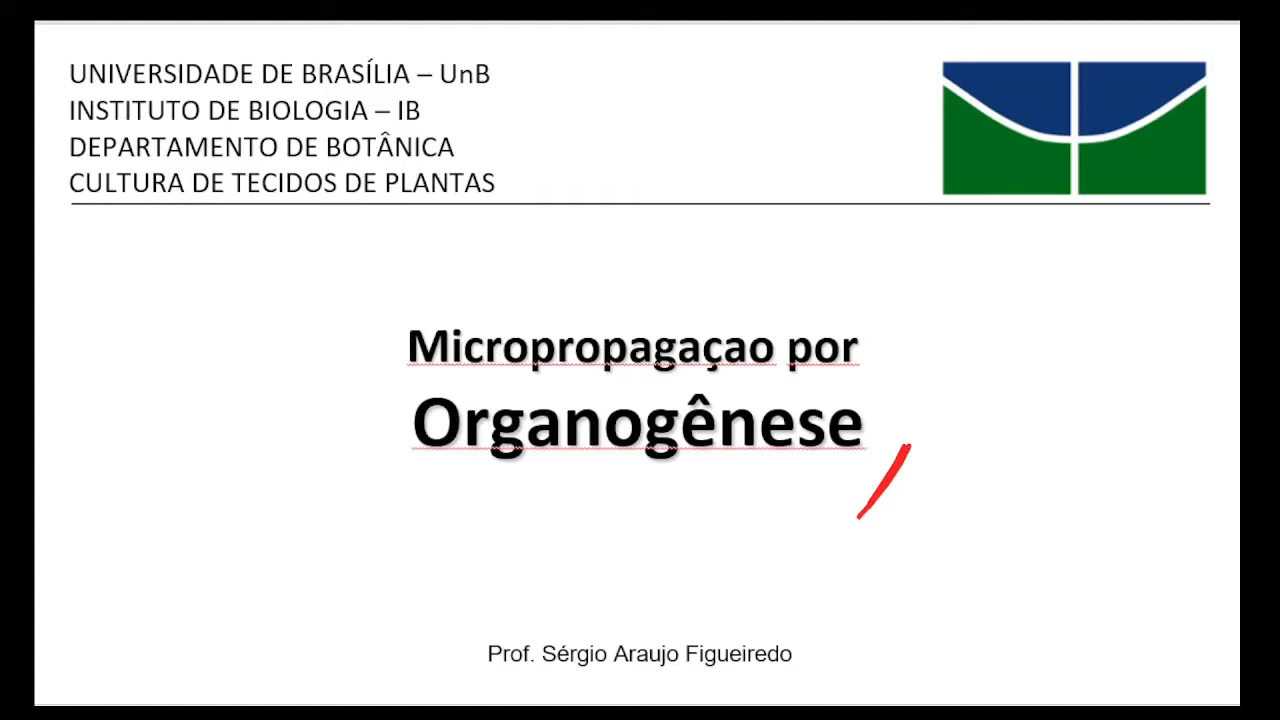 UNIVERSIDADE DE BRASÍLIA – UnB
INSTITUTO DE BIOLOGIA – IB
DEPARTAMENTO DE BOTÂNICA
CULTURA DE TECIDOS DE PLANTAS
Micropropagaçao por
Organogênese
Prof. Sérgio Araujo Figueiredo